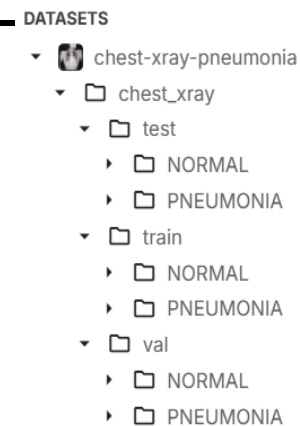 DATASETS
chest-xray-pneumonia
chest_xray
test
NORMAL
PNEUMONIA
train
NORMAL
PNEUMONIA
val
NORMAL
PNEUMONIA